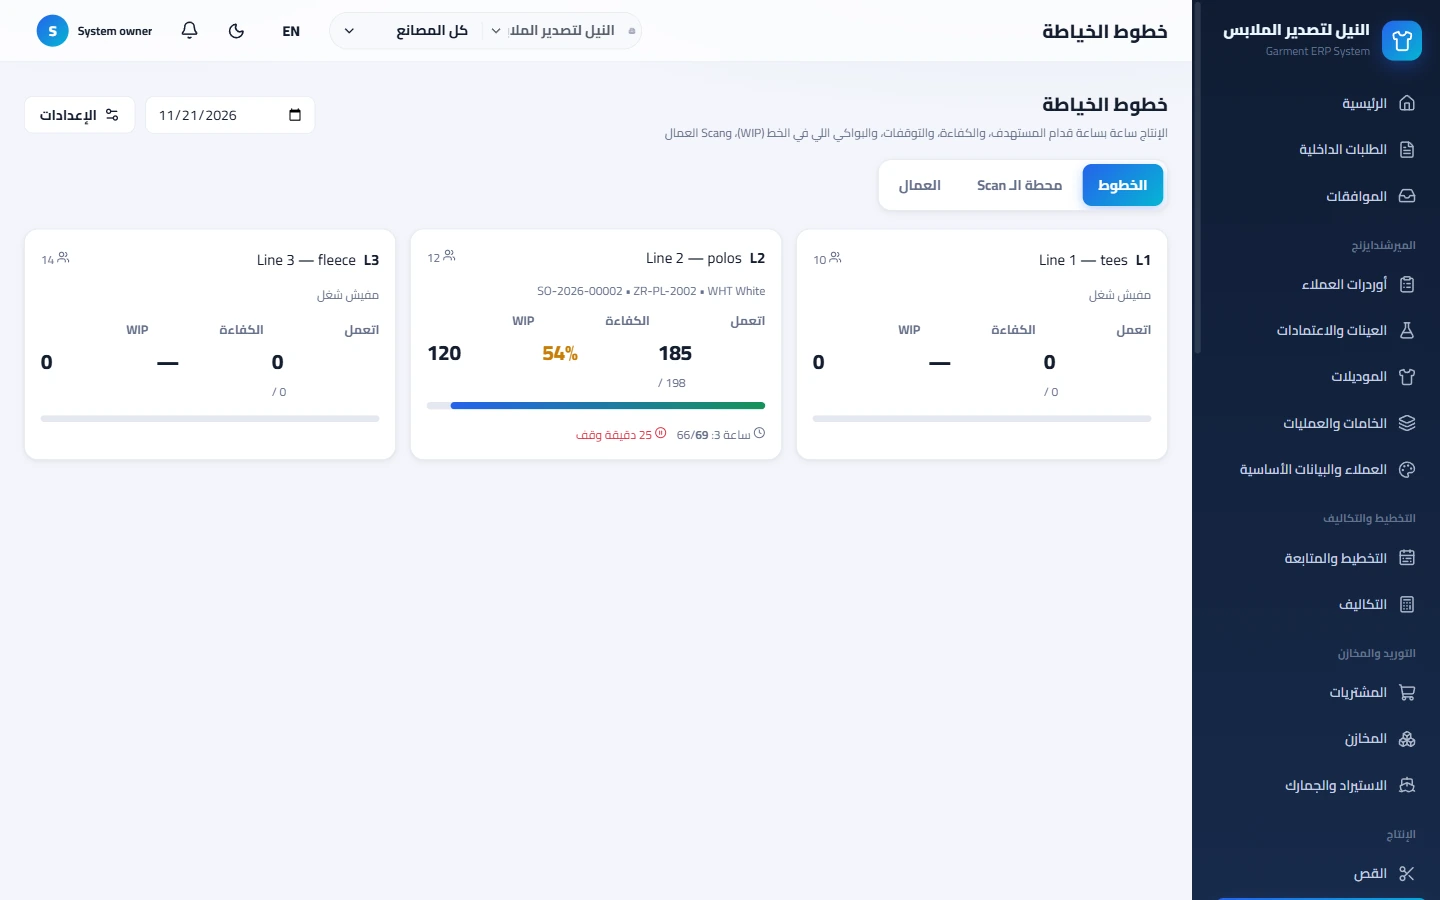 النيل لتصدير الملابس
Garment ERP System
الرئيسية
الطلبات الداخلية
الموافقات
الميرشندايزنج
أوردرات العملاء
العينات والاعتمادات
الموديلات
الخامات والعمليات
العملاء والبيانات الأساسية
التخطيط والتكاليف
التخطيط والمتابعة
التكاليف
التوريد والمخازن
المشتريات
المخازن
الاستيراد والجمارك
الإنتاج
القص
خطوط الخياطة
النيل لتصدير الملا
كل المصانع
EN
System owner
S
خطوط الخياطة
الإنتاج ساعة بساعة قدام المستهدف، والكفاءة، والتوقفات، والبواكي اللي في الخط (WIP)، وScan العمال
11/21/2026
الإعدادات
الخطوط
محطة الـ Scan
العمال
L1 Line 1 — tees
10
مفيش شغل
اتعمل
الكفاءة
WIP
0
/ 0
—
0
L2 Line 2 — polos
12
SO-2026-00002 • ZR-PL-2002 • WHT White
اتعمل
الكفاءة
WIP
185
/ 198
54%
120
ساعة 3: 66/69
25 دقيقة وقف
L3 Line 3 — fleece
14
مفيش شغل
اتعمل
الكفاءة
WIP
0
/ 0
—
0